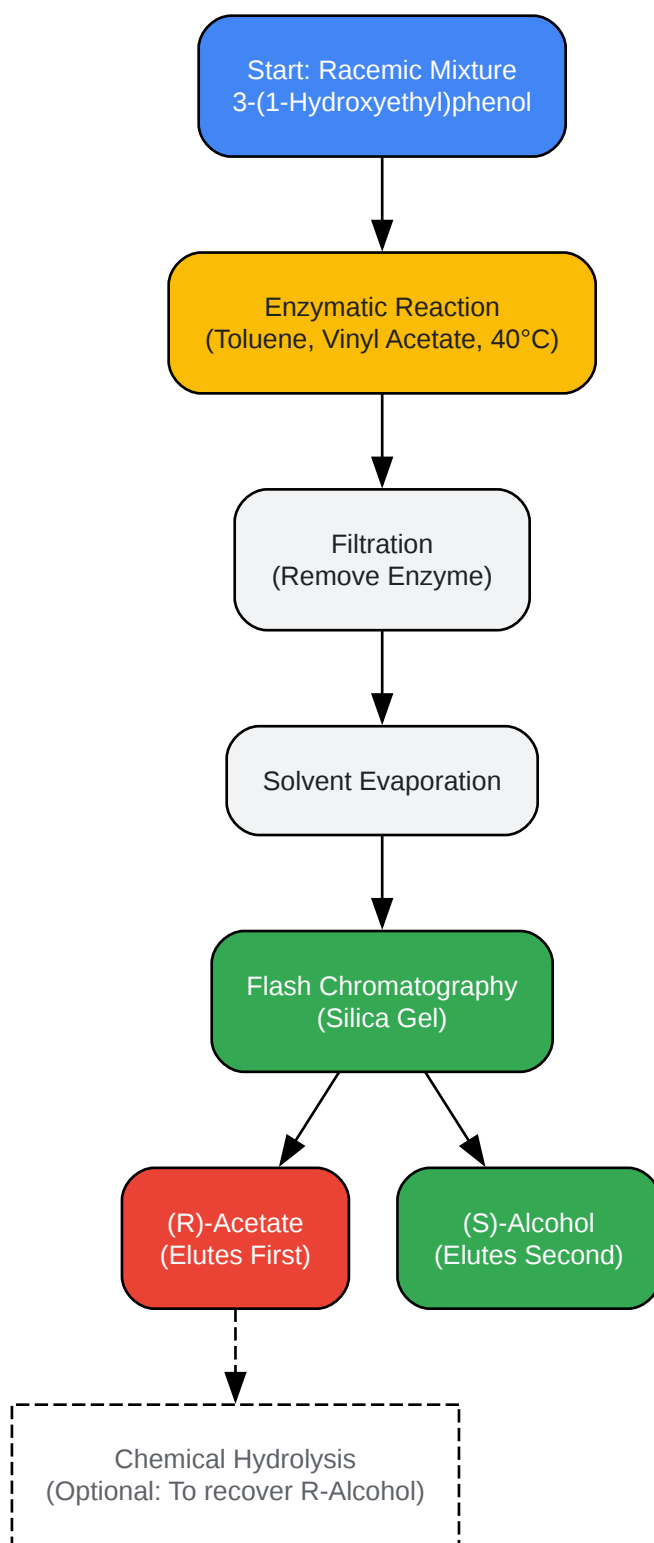 Start: Racemic Mixture
3-(1-Hydroxyethyl)phenol
Enzymatic Reaction
(Toluene, Vinyl Acetate, 40°C)
Filtration
(Remove Enzyme)
Solvent Evaporation
Flash Chromatography
(Silica Gel)
(R)-Acetate
(Elutes First)
(S)-Alcohol
(Elutes Second)
Chemical Hydrolysis
(Optional: To recover R-Alcohol)